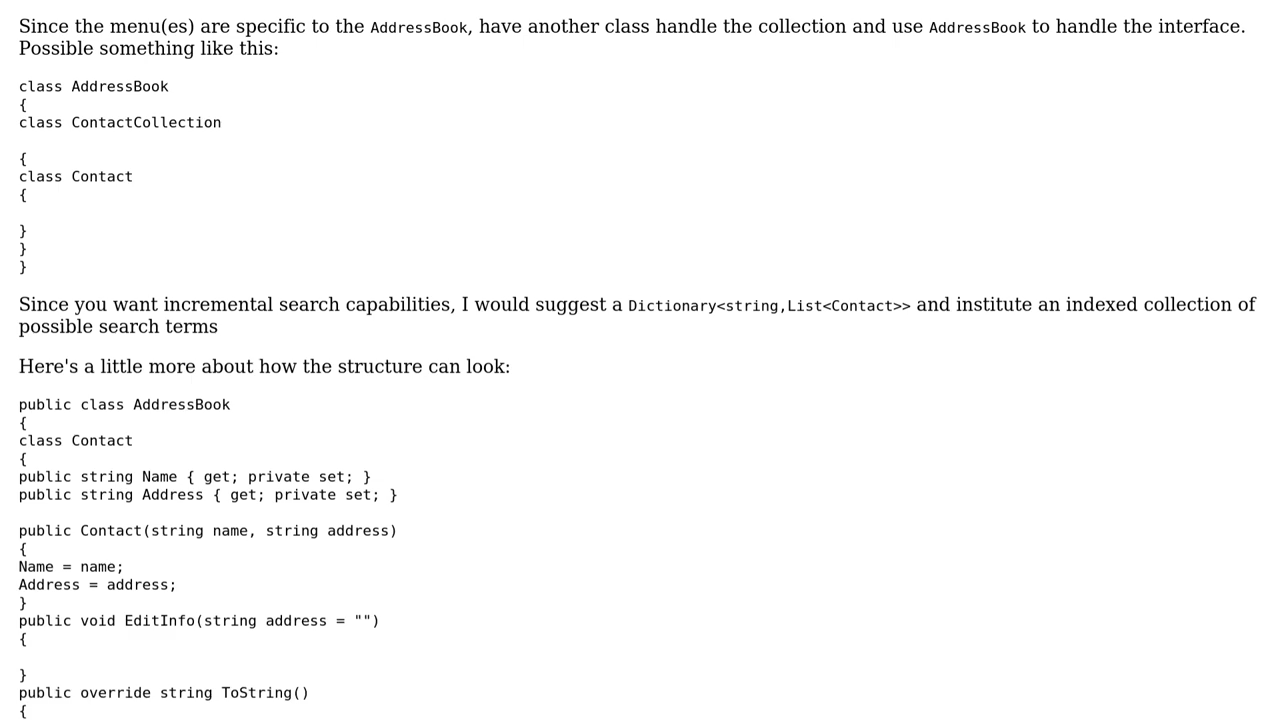 Since the menu(es) are specific to the AddressBook, have another class handle the collection and use AddressBook to handle the interface.
Possible something like this:
class AddressBook
{
class ContactCollection
{
class Contact
{
}
}
}
Since you want incremental search capabilities, I would suggest a Dictionary<string,List<Contact>> and institute an indexed collection of
possible search terms
Here's a little more about how the structure can look:
public class AddressBook
{
class Contact
{
public string Name { get; private set; }
public string Address { get; private set; }
public Contact(string name, string address)
{
Name = name;
Address = address;
}
public void EditInfo(string address = "")
{
}
public override string ToString()
{